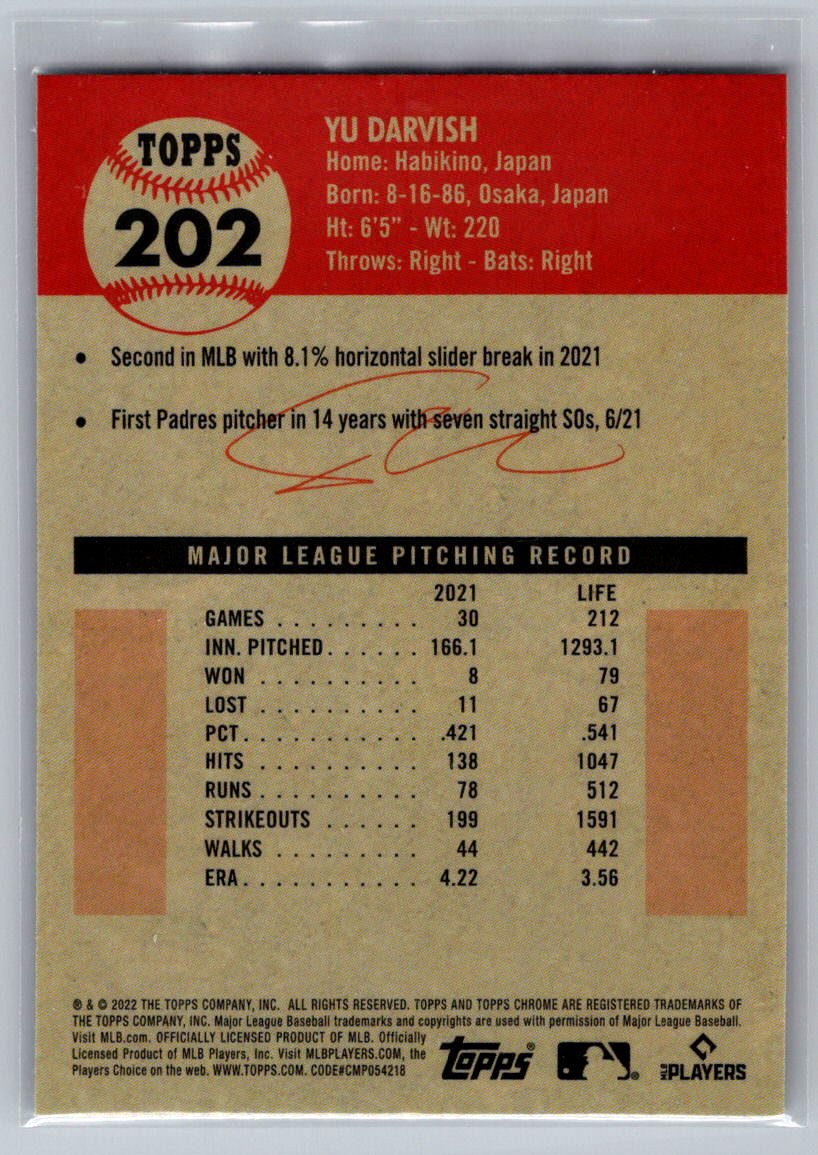 TOPPS
202
YU DARVISH
Home: Habikino, Japan
Born: 8-16-86, Osaka, Japan
Ht: 6'5” - Wt: 220
Throws: Right - Bats: Right
• Second in MLB with 8.1% horizontal slider break in 2021
• First Padres pitcher in 14 years with seven straight SOs, 6/21
MAJOR LEAGUE PITCHING RECORD
2021 LIFE
GAMES . . . . . . . . . 30 212
INN. PITCHED . . . . . . 166.1 1293.1
WON . . . . . . . . . . 8 79
LOST . . . . . . . . . . 11 67
PCT. . . . . . . . . . . .421 .541
HITS . . . . . . . . . . 138 1047
RUNS . . . . . . . . . . 78 512
STRIKEOUTS . . . . . . 199 1591
WALKS . . . . . . . . . 44 442
ERA . . . . . . . . . . . 4.22 3.56
® & © 2022 THE TOPPS COMPANY, INC. ALL RIGHTS RESERVED. TOPPS AND TOPPS CHROME ARE REGISTERED TRADEMARKS OF
THE TOPPS COMPANY, INC. Major League Baseball trademarks and copyrights are used with permission of Major League Baseball.
Visit MLB.com. OFFICIALLY LICENSED PRODUCT OF MLB. Officially
Licensed Product of MLB Players, Inc. Visit MLBPLAYERS.COM, the
Players Choice on the web. WWW.TOPPS.COM. CODE#CMP054218
Topps®
MLB PLAYERS